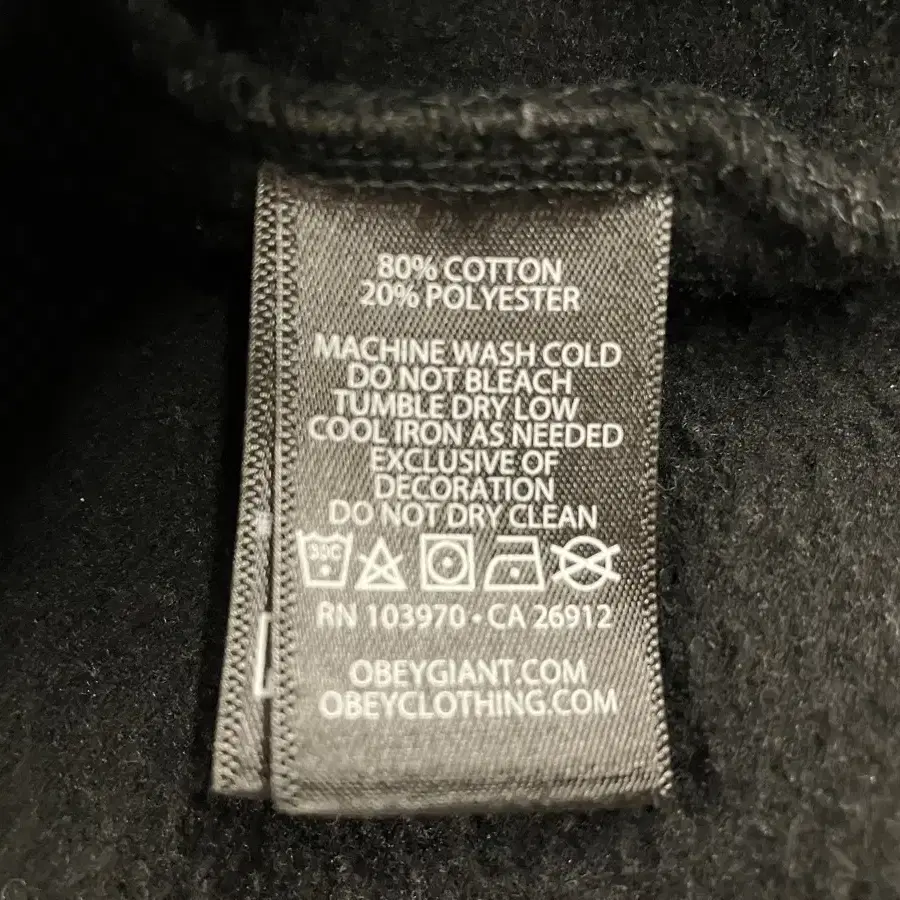 80% COTTON
20% POLYESTER
MACHINE WASH COLD
DO NOT BLEACH
TUMBLE DRY LOW
COOL IRON AS NEEDED
EXCLUSIVE OF
DECORATION
DO NOT DRY CLEAN
30C
RN 103970 • CA 26912
OBEYGIANT.COM
OBEYCLOTHING.COM